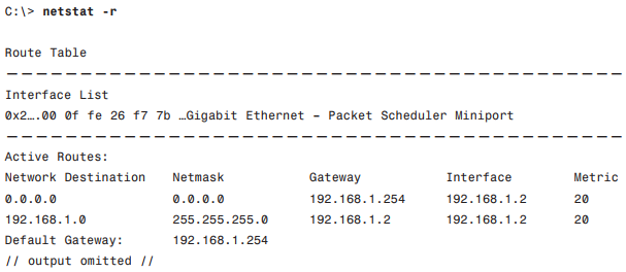 C:\> netstat -r
Route Table
Interface List
0x2….00 0f fe 26 f7 7b …Gigabit Ethernet – Packet Scheduler Miniport
Active Routes:
Network Destination Netmask Gateway Interface Metric
0.0.0.0 0.0.0.0 192.168.1.254 192.168.1.2 20
192.168.1.0 255.255.255.0 192.168.1.2 192.168.1.2 20
Default Gateway: 192.168.1.254
// output omitted //